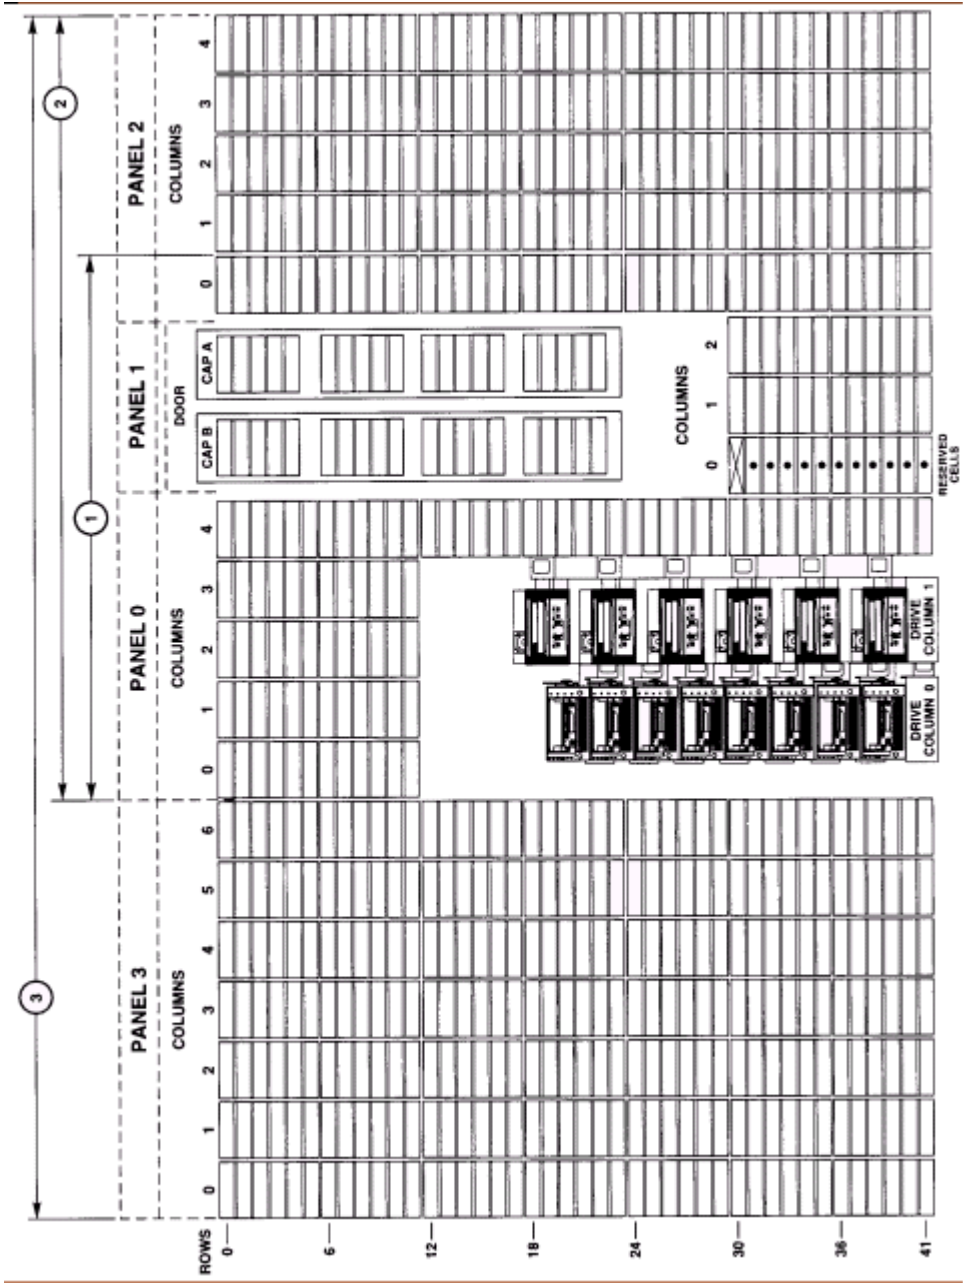 3
2
1
PANEL 3
PANEL 0
PANEL 1
PANEL 2
COLUMNS
COLUMNS
DOOR
COLUMNS
ROWS
0 1 2 3 4 5 6
0 1 2 3 4
CAP B
CAP A
0 1 2 3 4
0
6
12
18
24
30
36
41
COLUMNS
0 1 2
DRIVE
COLUMN 0
DRIVE
COLUMN 1
RESERVED
CELLS